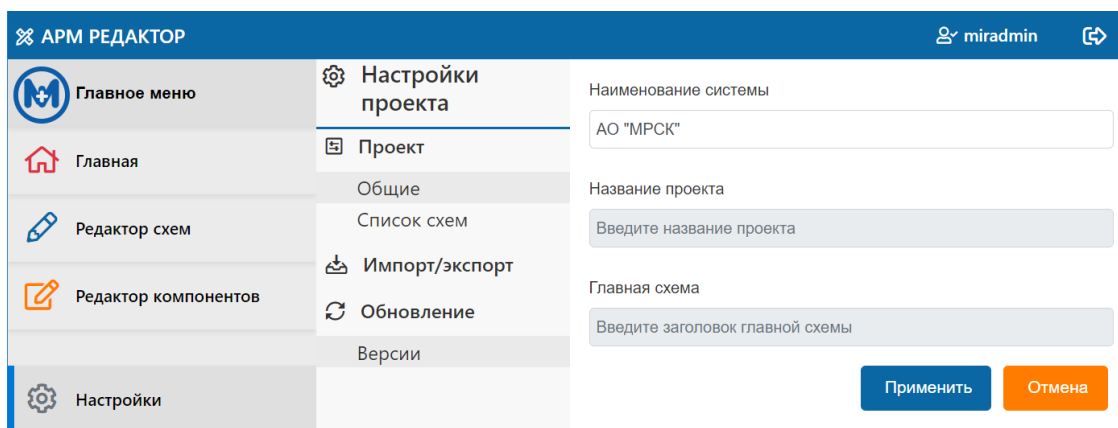 АРМ РЕДАКТОР
miradmin
Главное меню
Главная
Редактор схем
Редактор компонентов
Настройки
Настройки
проекта
Проект
Общие
Список схем
Импорт/экспорт
Обновление
Версии
Наименование системы
АО "МРСК"
Название проекта
Введите название проекта
Главная схема
Введите заголовок главной схемы
Применить
Отмена